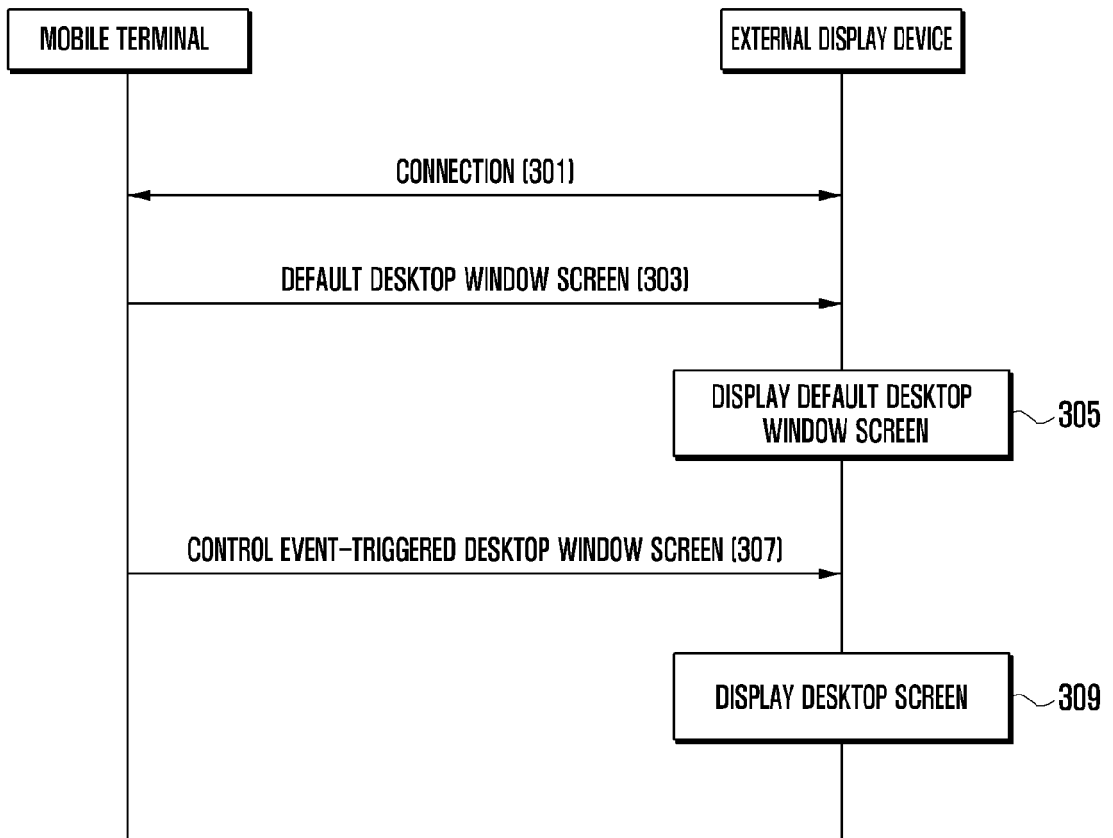 MOBILE TERMINAL
EXTERNAL DISPLAY DEVICE
CONNECTION (301)
DEFAULT DESKTOP WINDOW SCREEN (303)
DISPLAY DEFAULT DESKTOP
WINDOW SCREEN
305
CONTROL EVENT-TRIGGERED DESKTOP WINDOW SCREEN (307)
DISPLAY DESKTOP SCREEN
309